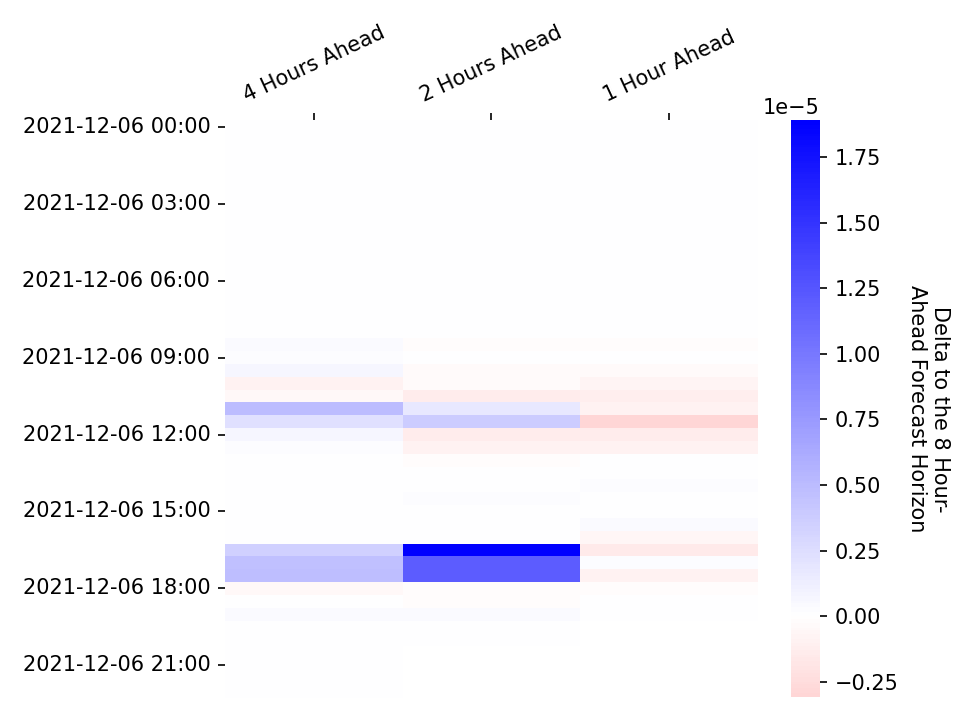 4 Hours Ahead
2 Hours Ahead
1 Hour Ahead
1e−5
2021-12-06 00:00
2021-12-06 03:00
2021-12-06 06:00
2021-12-06 09:00
2021-12-06 12:00
2021-12-06 15:00
2021-12-06 18:00
2021-12-06 21:00
1.75
1.50
1.25
1.00
0.75
0.50
0.25
0.00
−0.25
Delta to the 8 Hour-
Ahead Forecast Horizon